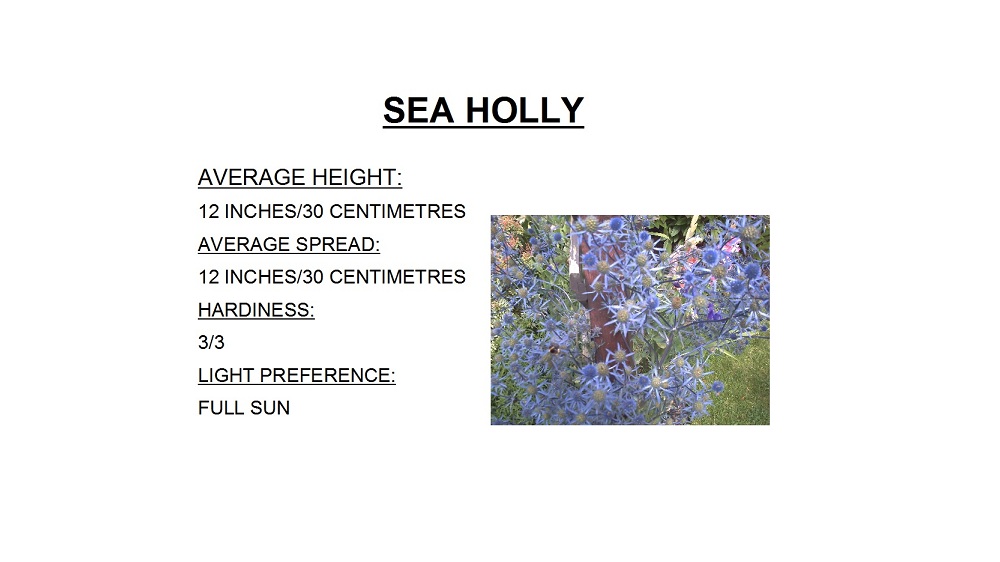 SEA HOLLY
AVERAGE HEIGHT:
12 INCHES/30 CENTIMETRES
AVERAGE SPREAD:
12 INCHES/30 CENTIMETRES
HARDINESS:
3/3
LIGHT PREFERENCE:
FULL SUN